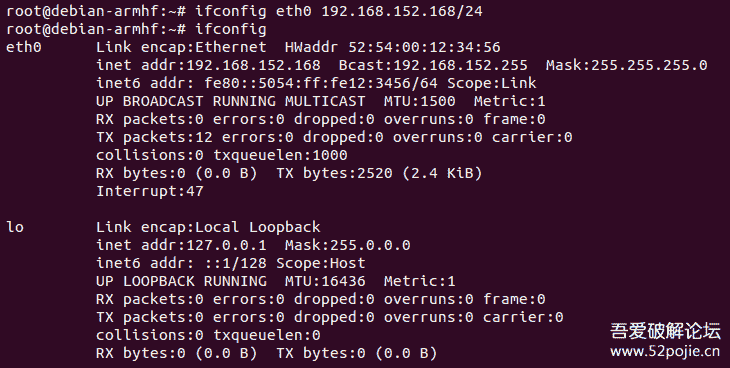 root@debian-armhf:~# ifconfig eth0 192.168.152.168/24
root@debian-armhf:~# ifconfig
eth0      Link encap:Ethernet  HWaddr 52:54:00:12:34:56
          inet addr:192.168.152.168  Bcast:192.168.152.255  Mask:255.255.255.0
          inet6 addr: fe80::5054:ff:fe12:3456/64 Scope:Link
          UP BROADCAST RUNNING MULTICAST  MTU:1500  Metric:1
          RX packets:0 errors:0 dropped:0 overruns:0 frame:0
          TX packets:12 errors:0 dropped:0 overruns:0 carrier:0
          collisions:0 txqueuelen:1000
          RX bytes:0 (0.0 B)  TX bytes:2520 (2.4 KiB)
          Interrupt:47
lo        Link encap:Local Loopback
          inet addr:127.0.0.1  Mask:255.0.0.0
          inet6 addr: ::1/128 Scope:Host
          UP LOOPBACK RUNNING  MTU:16436  Metric:1
          RX packets:0 errors:0 dropped:0 overruns:0 frame:0
          TX packets:0 errors:0 dropped:0 overruns:0 carrier:0
          collisions:0 txqueuelen:0
          RX bytes:0 (0.0 B)  TX bytes:0 (0.0 B)
吾爱破解论坛
www.52pojie.cn